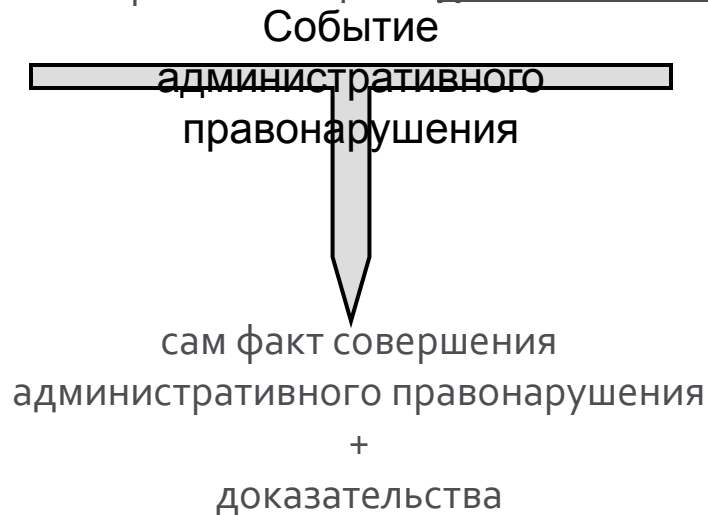 Событие
административного
правонарушения
сам факт совершения
административного правонарушения
+
доказательства